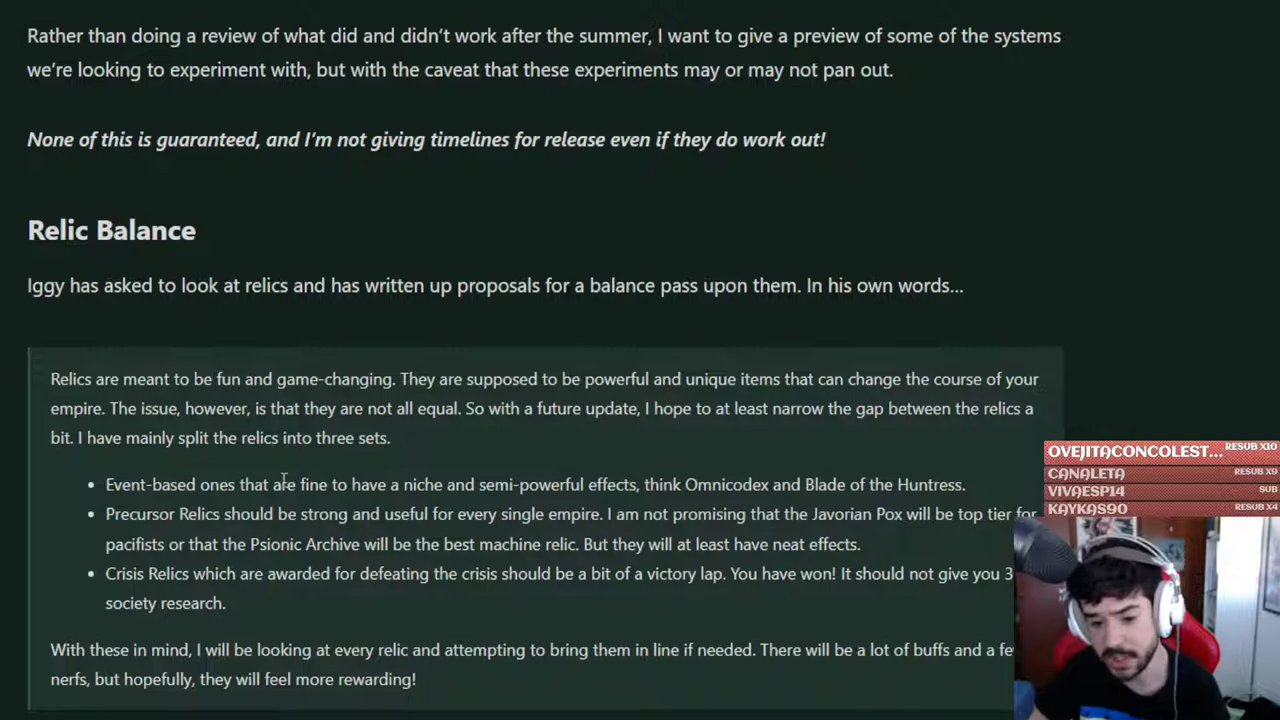 Rather than doing a review of what did and didn't work after the summer, I want to give a preview of some of the systems
we're looking to experiment with, but with the caveat that these experiments may or may not pan out.
None of this is guaranteed, and I'm not giving timelines for release even if they do work out!
Relic Balance
Iggy has asked to look at relics and has written up proposals for a balance pass upon them. In his own words...
Relics are meant to be fun and game-changing. They are supposed to be powerful and unique items that can change the course of your
empire. The issue, however, is that they are not all equal. So with a future update, I hope to at least narrow the gap between the relics a
bit. I have mainly split the relics into three sets.
• Event-based ones that are fine to have a niche and semi-powerful effects, think Omnicodex and Blade of the Huntress.
• Precursor Relics should be strong and useful for every single empire. I am not promising that the Javorian Pox will be top tier for
pacifists or that the Psionic Archive will be the best machine relic. But they will at least have neat effects.
• Crisis Relics which are awarded for defeating the crisis should be a bit of a victory lap. You have won! It should not give you 3
society research.
With these in mind, I will be looking at every relic and attempting to bring them in line if needed. There will be a lot of buffs and a
nerfs, but hopefully, they will feel more rewarding!
OVEJITACONCOLEST... RESUB X10
CANALETA RESUB X9
VIVAESP14 SUB
KAYKAS90 RESUB X4